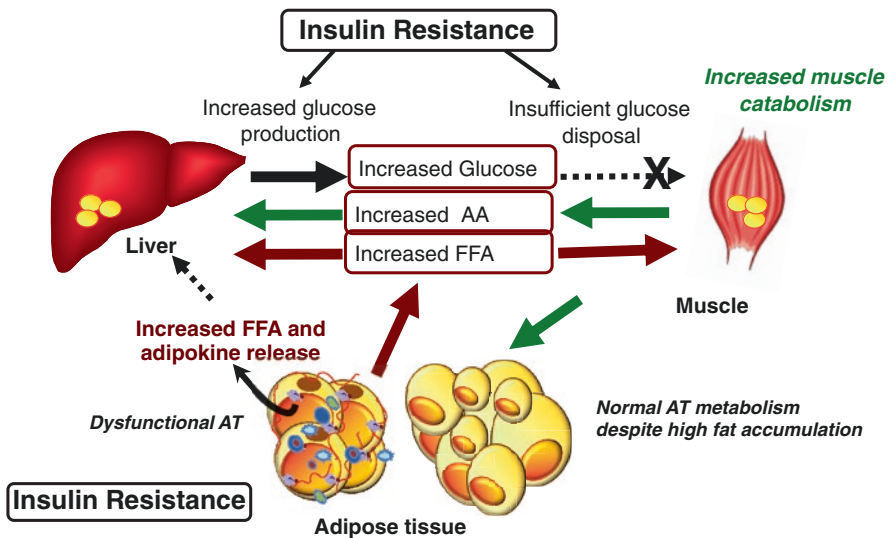 Insulin Resistance
Increased glucose
production
Insufficient glucose
disposal
Increased muscle
catabolism
Increased Glucose
X
Increased AA
Increased FFA
Liver
Muscle
Increased FFA and
adipokine release
Dysfunctional AT
Normal AT metabolism
despite high fat accumulation
Insulin Resistance
Adipose tissue